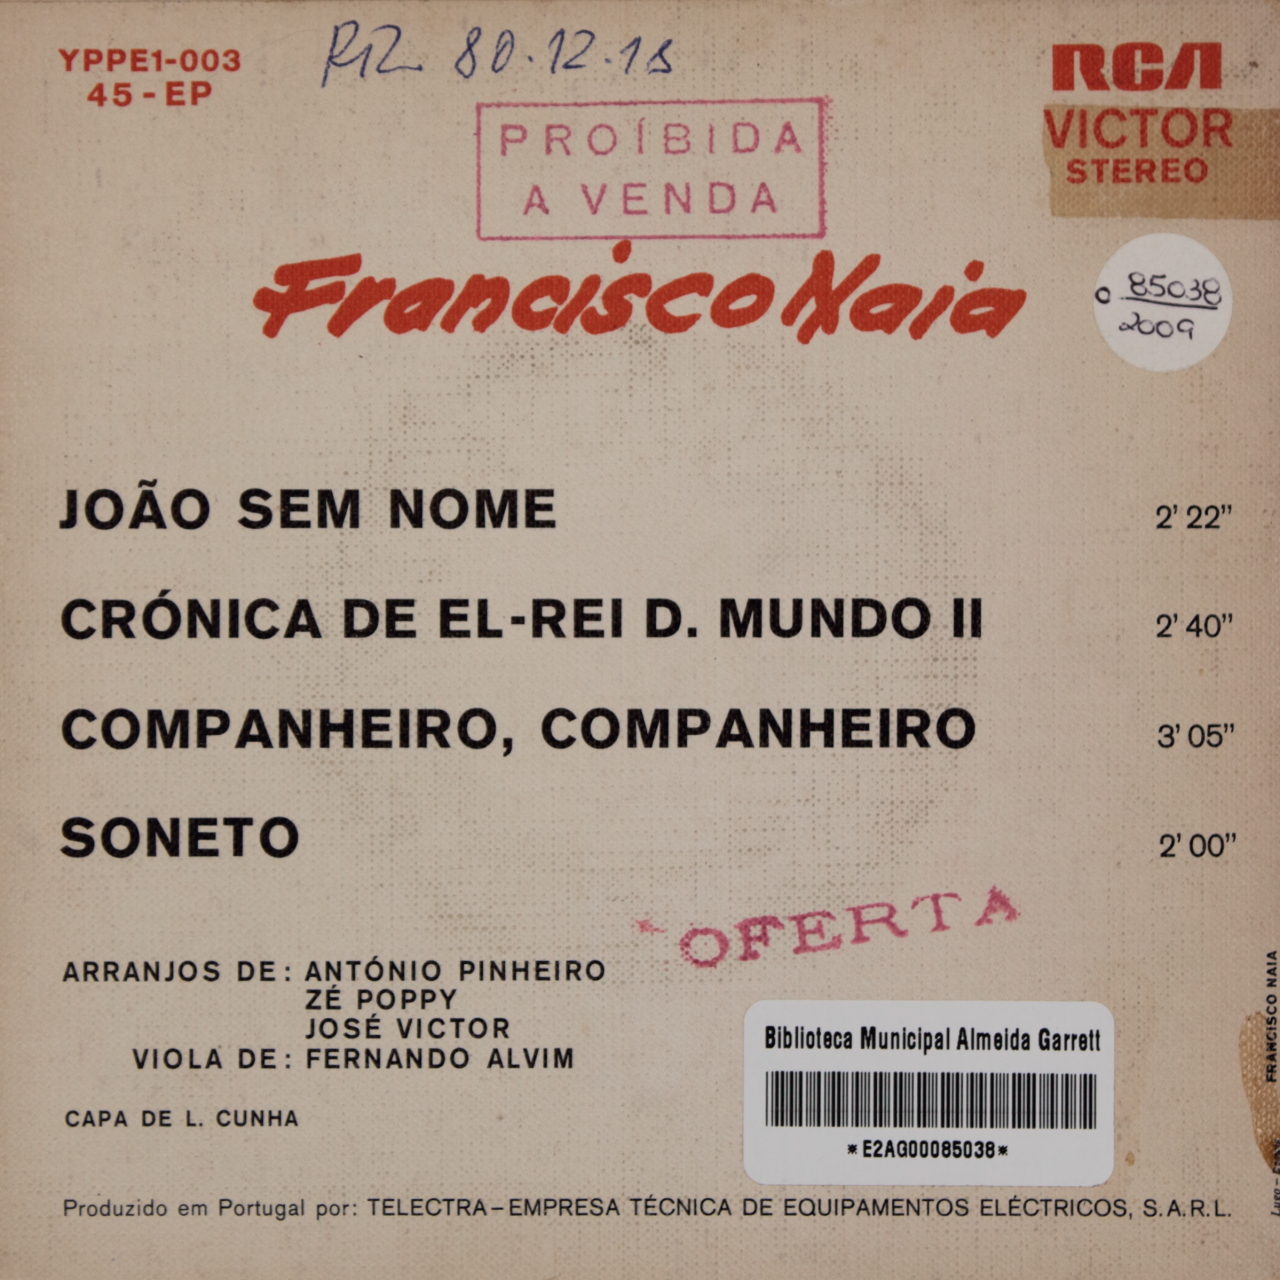 YPPE1-003
45-EP
80.12.18
RCA
VICTOR
STEREO
PROÍBIDA
A VENDA
Francisco Naia
85038
2009
JOÃO SEM NOME 2' 22"
CRÓNICA DE EL-REI D. MUNDO II 2' 40"
COMPANHEIRO, COMPANHEIRO 3' 05"
SONETO 2' 00"
OFERTA
ARRANJOS DE: ANTÓNIO PINHEIRO
ZÉ POPPY
JOSÉ VICTOR
VIOLA DE: FERNANDO ALVIM
CAPA DE L. CUNHA
Biblioteca Municipal Almeida Garrett
*E2AG00085038*
Produzido em Portugal por: TELECTRA-EMPRESA TÉCNICA DE EQUIPAMENTOS ELÉCTRICOS, S.A.R.L.
FRANCISCO NAIA